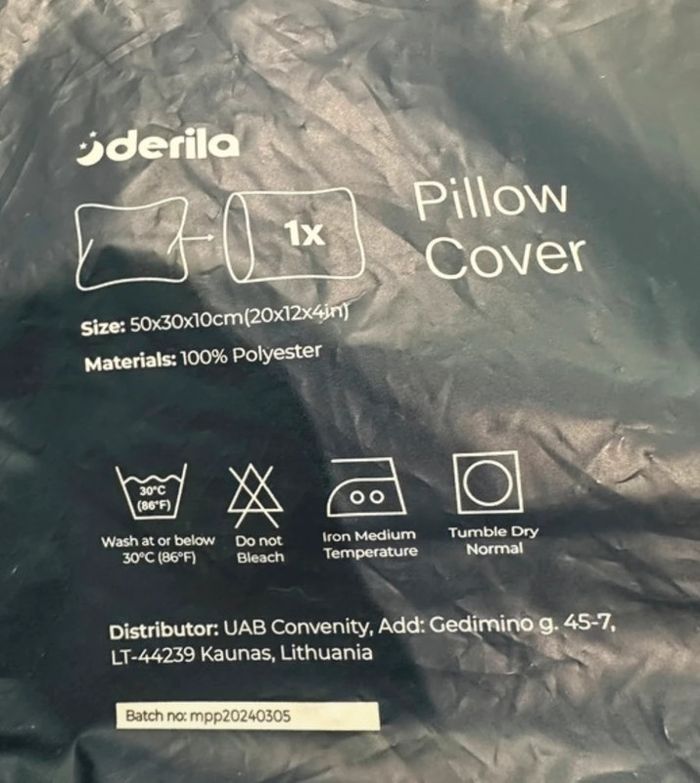 derila
1x
Pillow
Cover
Size: 50x30x10cm(20x12x4in)
Materials: 100% Polyester
30°C
(86°F)
Wash at or below
30°C (86°F)
Do not
Bleach
Iron Medium
Temperature
Tumble Dry
Normal
Distributor: UAB Convenity, Add: Gedimino g. 45-7,
LT-44239 Kaunas, Lithuania
Batch no: mpp20240305